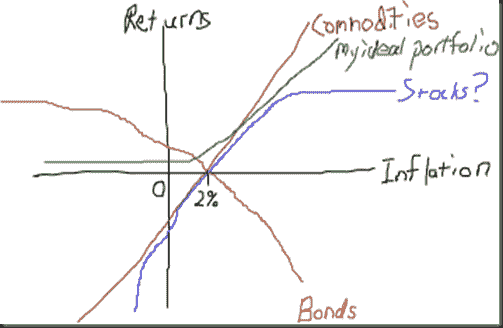 Returns
Commodities
my ideal portfolio
Stocks?
Inflation
0
2%
Bonds